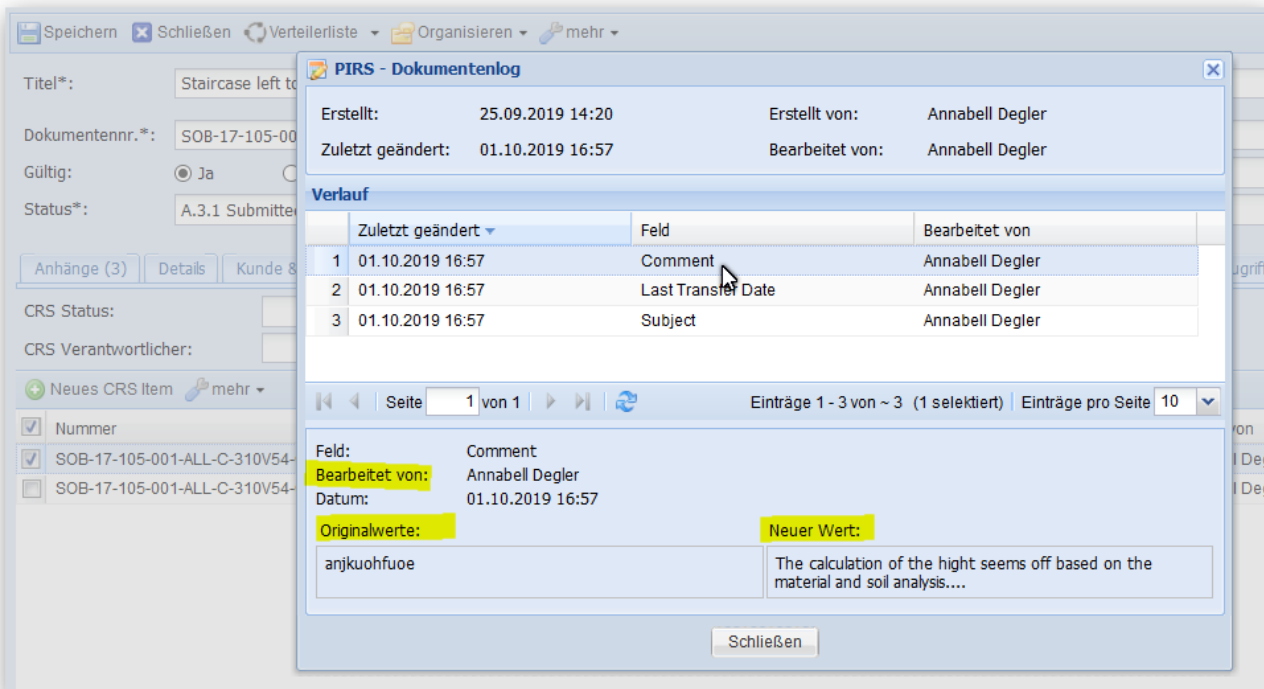 Speichern Schließen Verteilerliste Organisieren mehr
PIRS - Dokumentenlog
Titel*: Staircase left
Erstellt: 25.09.2019 14:20 Erstellt von: Annabell Degler
Dokumentennr.*: SOB-17-105-00
Zuletzt geändert: 01.10.2019 16:57 Bearbeitet von: Annabell Degler
Gültig: Ja
Verlauf
Status*: A.3.1
Zuletzt geändert Feld Bearbeitet von
1 01.10.2019 16:57 Comment Annabell Degler
Anhänge (3) Details Kunde &
2 01.10.2019 16:57 Last Transfer Date Annabell Degler
CRS Status:
3 01.10.2019 16:57 Subject Annabell Degler
CRS Verantwortlicher:
Neues CRS Item mehr
Seite 1 von 1 Einträge 1 - 3 von ~ 3 (1 selektiert) Einträge pro Seite 10
Nummer
SOB-17-105-001-ALL-C-310V54-
SOB-17-105-001-ALL-C-310V54-
Feld: Comment
Bearbeitet von: Annabell Degler
Datum: 01.10.2019 16:57
Originalwerte: Neuer Wert:
anjkuohfuoe
The calculation of the hight seems off based on the
material and soil analysis....
Schließen